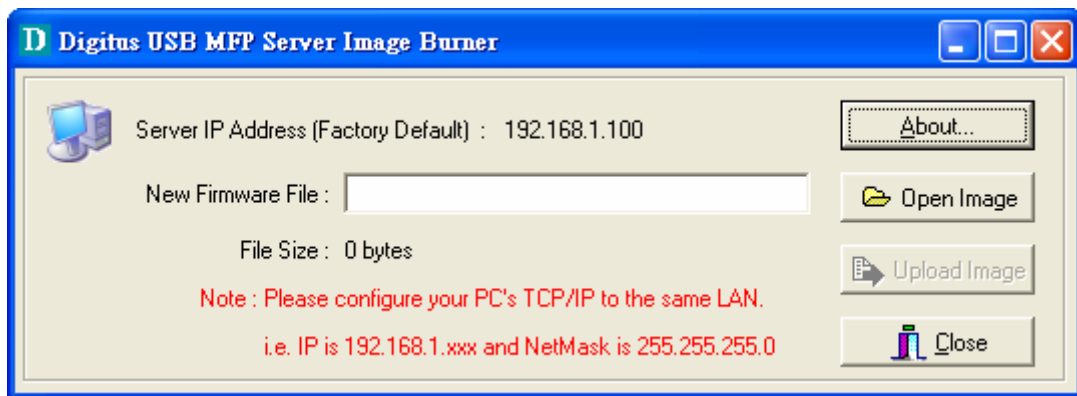 D Digitus USB MFP Server Image Burner
Server IP Address (Factory Default) : 192.168.1.100
About...
New Firmware File :
Open Image
File Size : 0 bytes
Upload Image
Note : Please configure your PC's TCP/IP to the same LAN.
i.e. IP is 192.168.1.xxx and NetMask is 255.255.255.0
Close